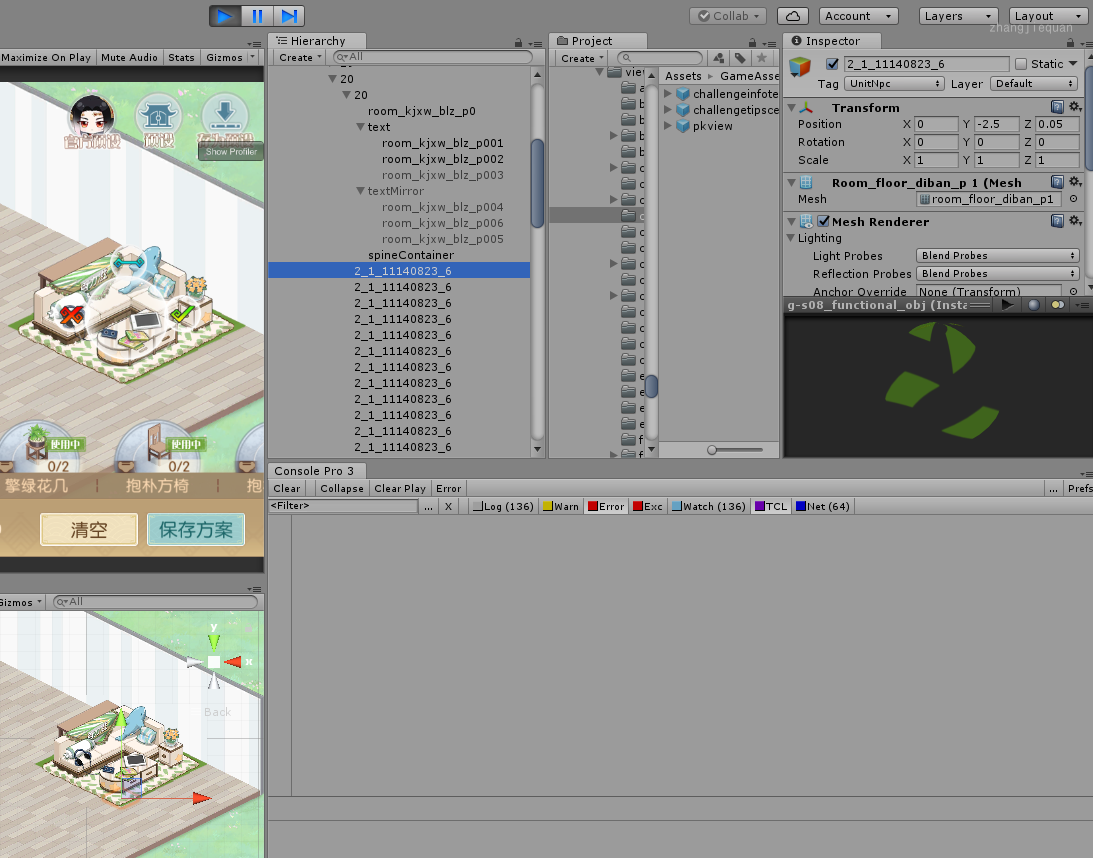 Collab
Account
Layers
Layout
zhangjiequan
Maximize On Play
Mute Audio
Stats
Gizmos
Hierarchy
Create
All
20
20
room_kjxw_blz_p0
text
room_kjxw_blz_p001
room_kjxw_blz_p002
room_kjxw_blz_p003
textMirror
room_kjxw_blz_p004
room_kjxw_blz_p006
room_kjxw_blz_p005
spineContainer
2_1_11140823_6
2_1_11140823_6
2_1_11140823_6
2_1_11140823_6
2_1_11140823_6
2_1_11140823_6
2_1_11140823_6
2_1_11140823_6
2_1_11140823_6
2_1_11140823_6
2_1_11140823_6
2_1_11140823_6
Project
Create
Assets
GameAsse
challengeinfote
challengetipsce
pkview
Inspector
2_1_11140823_6
Static
Tag
UnitNpc
Layer
Default
Transform
Position
X 0
Y -2.5
Z 0.05
Rotation
X 0
Y 0
Z 0
Scale
X 1
Y 1
Z 1
Room_floor_diban_p 1 (Mesh
Mesh
room_floor_diban_p1
Mesh Renderer
Lighting
Light Probes
Blend Probes
Reflection Probes
Blend Probes
Anchor Override
None (Transform)
g-s08_functional_obj (Insta
官方预设
预设
Show Profiler
使用中
0/2
使用中
0/2
擎绿花几
抱朴方椅
抱
清空
保存方案
Console Pro 3
Clear
Collapse
Clear Play
Error
...
Prefs
<Filter>
...
X
Log (136)
Warn
Error
Exc
Watch (136)
TCL
Net (64)
Gizmos
All
y
x
Back